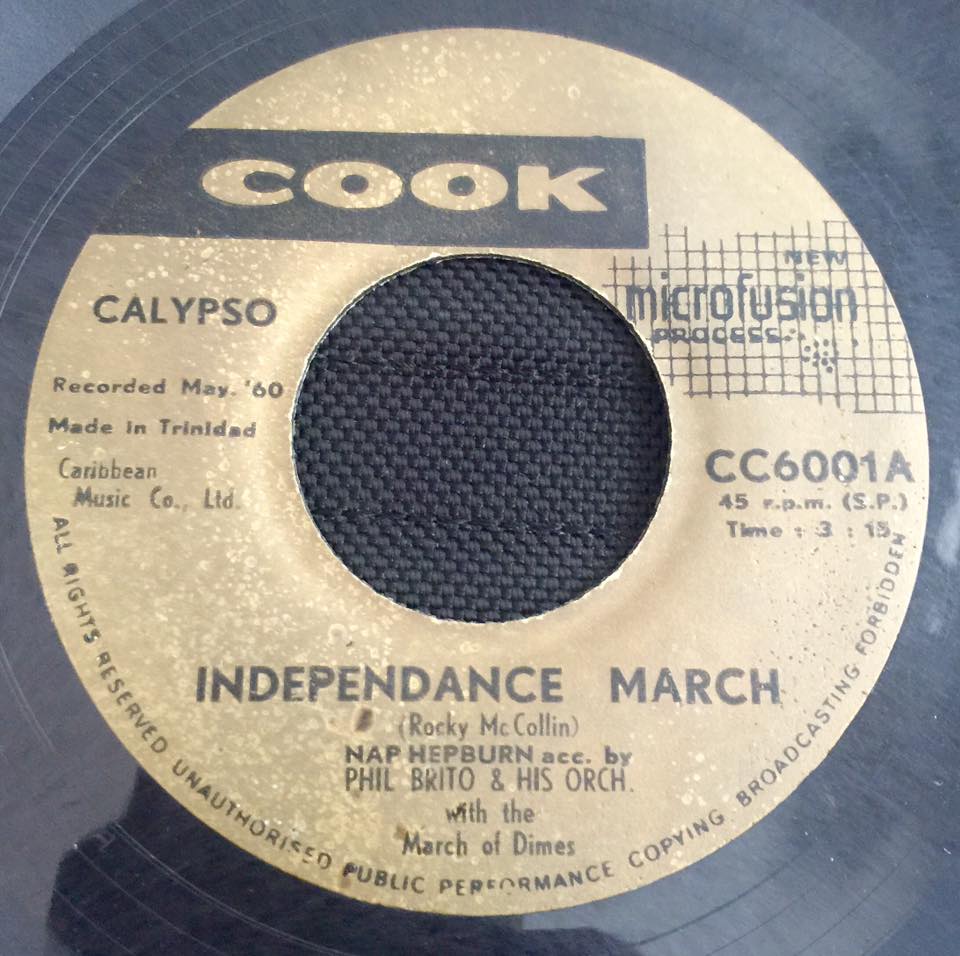 COOK
NEW
microfusion
PROCESS
CALYPSO
Recorded May. '60
Made in Trinidad
Caribbean
Music Co., Ltd.
CC6001A
45 r.p.m. (S.P.)
Time : 3 : 15
INDEPENDANCE MARCH
(Rocky McCollin)
NAP HEPBURN acc. by
PHIL BRITO & HIS ORCH.
with the
March of Dimes
ALL RIGHTS RESERVED UNAUTHORISED PUBLIC PERFORMANCE COPYING BROADCASTING FORBIDDEN